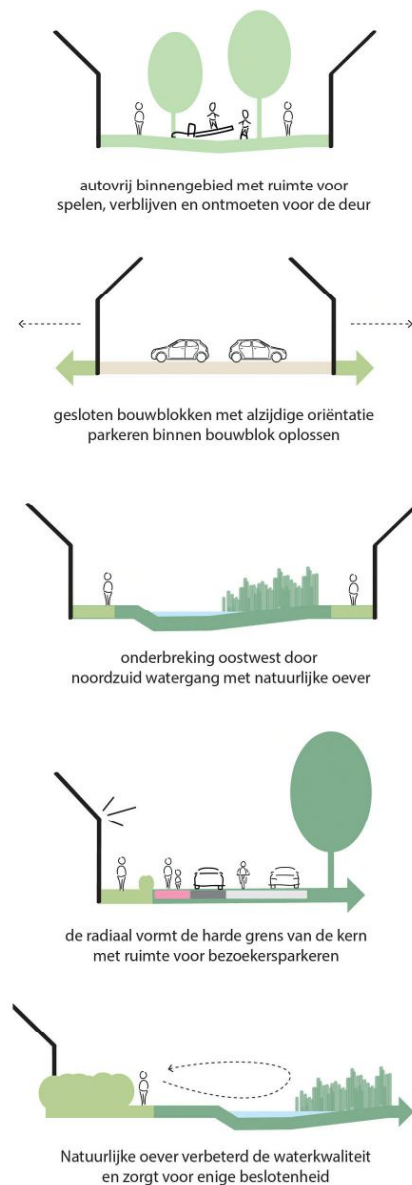 autovrij binnengebied met ruimte voor
spelen, verblijven en ontmoeten voor de deur
gesloten bouwblokken met alzijdige oriëntatie
parkeren binnen bouwblok oplossen
onderbreking oostwest door
noordzuid watergang met natuurlijke oever
de radiaal vormt de harde grens van de kern
met ruimte voor bezoekersparkeren
Natuurlijke oever verbeterd de waterkwaliteit
en zorgt voor enige beslotenheid